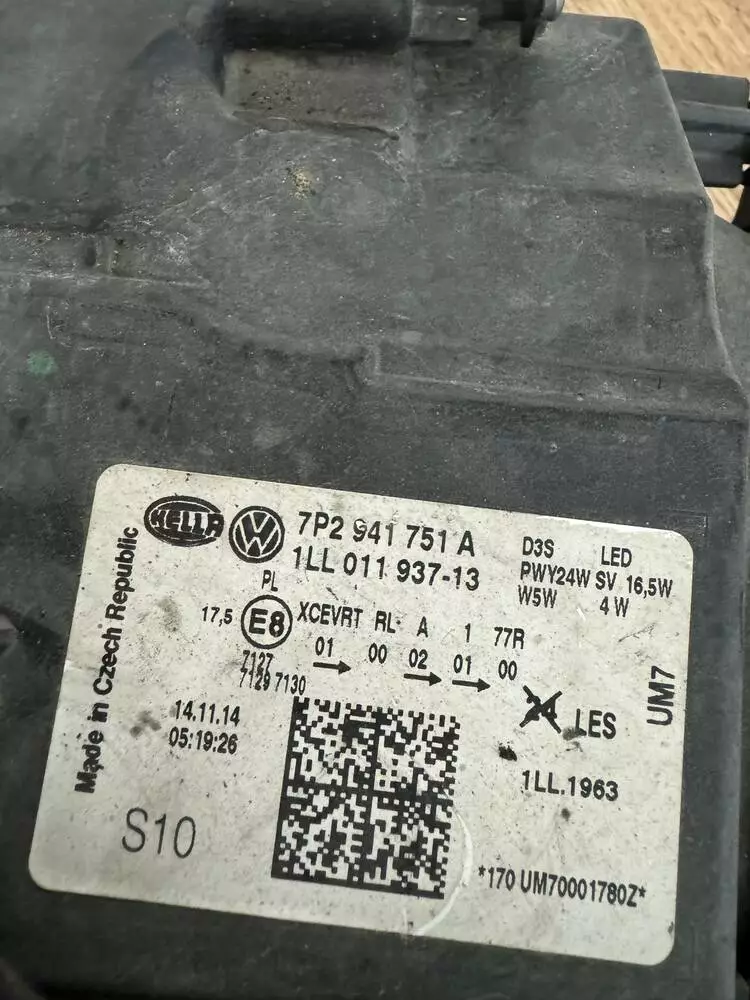 HELLA
7P2 941 751 A
1LL 011 937-13
D3S LED
PWY24W SV 16,5W
W5W 4W
PL
17,5 E8 XCEVRT RL A 1 77R
01 → 00 02 → 01 → 00
7127
7129 7130
24 LES
UM7
14.11.14
05:19:26
1LL.1963
S10
*170 UM70001780Z*
Made in Czech Republic